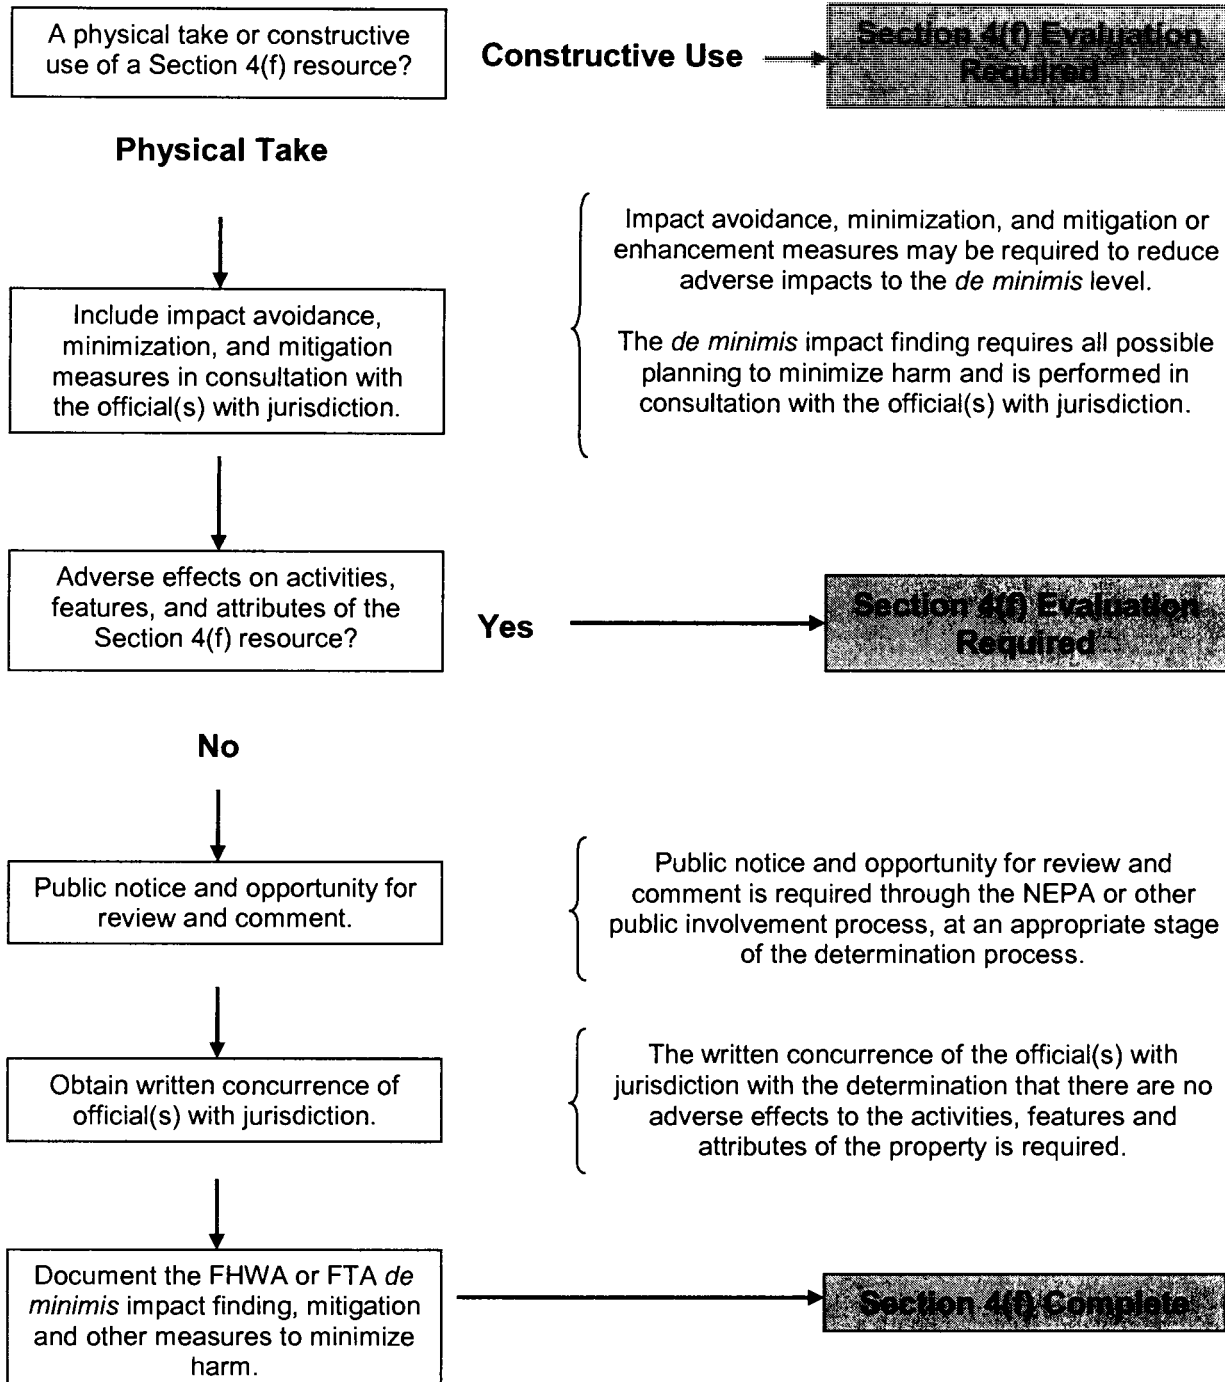 A physical take or constructive
use of a Section 4(f) resource?
Constructive Use
Section 4(f) Evaluation
Required
Physical Take
Impact avoidance, minimization, and mitigation or
enhancement measures may be required to reduce
adverse impacts to the de minimis level.
The de minimis impact finding requires all possible
planning to minimize harm and is performed in
consultation with the official(s) with jurisdiction.
Include impact avoidance,
minimization, and mitigation
measures in consultation with
the official(s) with jurisdiction.
Adverse effects on activities,
features, and attributes of the
Section 4(f) resource?
Yes
Section 4(f) Evaluation
Required
No
Public notice and opportunity for
review and comment.
Public notice and opportunity for review and
comment is required through the NEPA or other
public involvement process, at an appropriate stage
of the determination process.
Obtain written concurrence of
official(s) with jurisdiction.
The written concurrence of the official(s) with
jurisdiction with the determination that there are no
adverse effects to the activities, features and
attributes of the property is required.
Document the FHWA or FTA de
minimis impact finding, mitigation
and other measures to minimize
harm.
Section 4(f) Complete